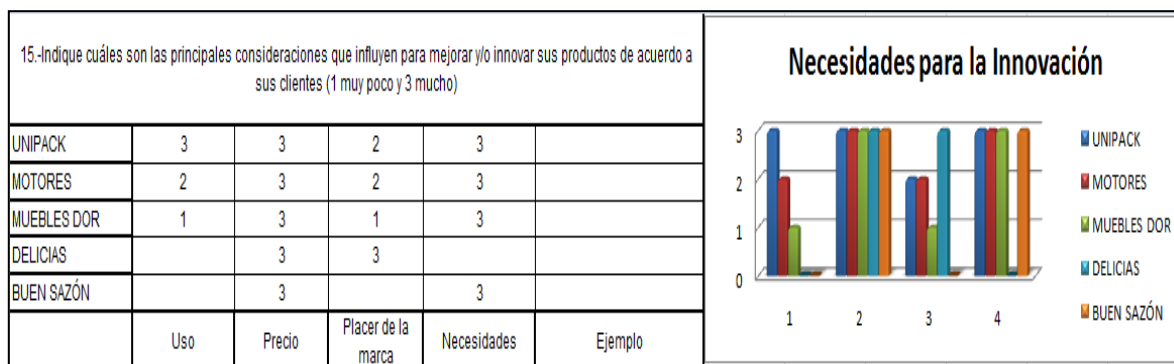 15.-Indique cuáles son las principales consideraciones que influyen para mejorar y/o innovar sus productos de acuerdo a
sus clientes (1 muy poco y 3 mucho)
UNIPACK 3 3 2 3
MOTORES 2 3 2 3
MUEBLES DOR 1 3 1 3
DELICIAS 3 3
BUEN SAZÓN 3 3
Uso Precio Placer de la marca Necesidades Ejemplo
Necesidades para la Innovación
3
2
1
0
1 2 3 4
UNIPACK
MOTORES
MUEBLES DOR
DELICIAS
BUEN SAZÓN